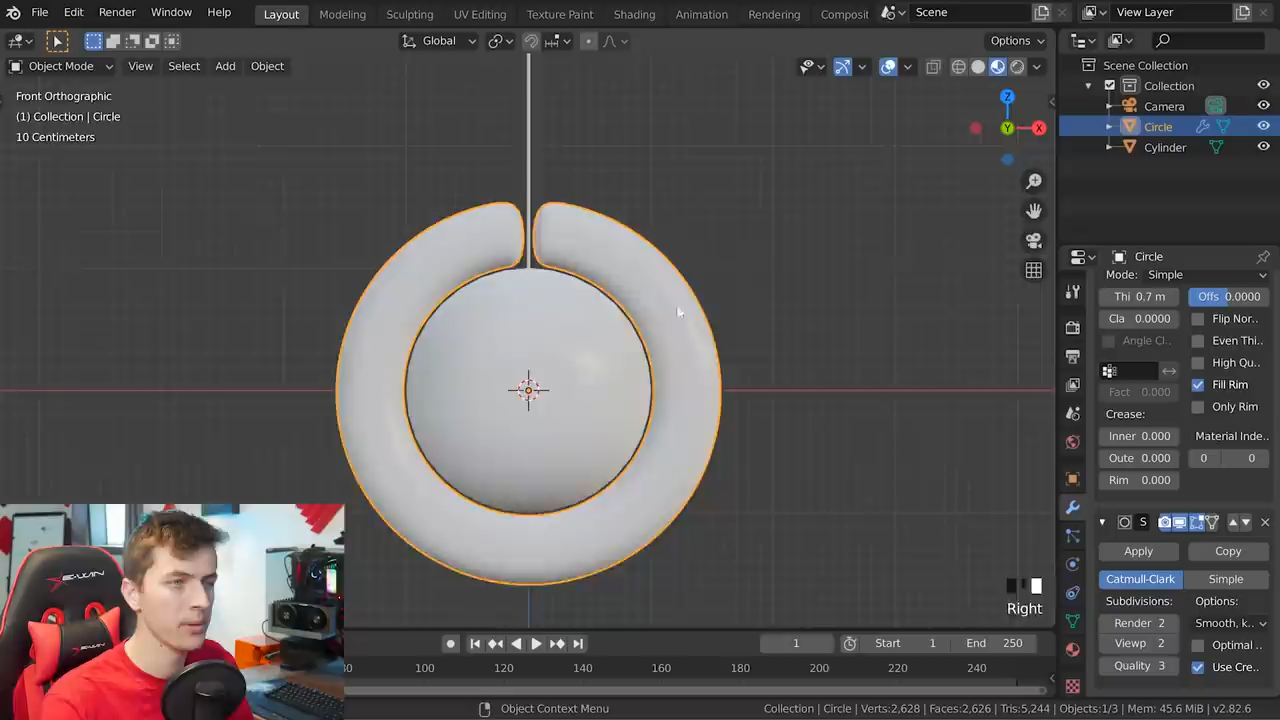 File Edit Render Window Help Layout Modeling Sculpting UV Editing Texture Paint Shading Animation Rendering Composit Scene View Layer
Global Options
Object Mode View Select Add Object
Front Orthographic
(1) Collection | Circle
10 Centimeters
Z
Y
X
Right
Scene Collection
Collection
Camera
Circle
Cylinder
Circle
Mode: Simple
Thi 0.7 m Offs 0.0000
Cla 0.0000 Flip Nor..
Angle Cl.. Even Thi..
High Qu..
Fact 0.000 Fill Rim
Only Rim
Crease:
Inner 0.000 Material Inde..
Oute 0.000 0 0
Rim 0.000
S
Apply Copy
Catmull-Clark Simple
Subdivisions: Options:
Render 2 Smooth, k..
Viewp 2 Optimal ..
Quality 3 Use Cre..
1 Start 1 End 250
80 100 120 140 160 180 200 220 240
Object Context Menu Collection | Circle | Verts:2,628 | Faces:2,626 | Tris:5,244 | Objects:1/3 | Mem: 45.6 MiB | v2.82.6